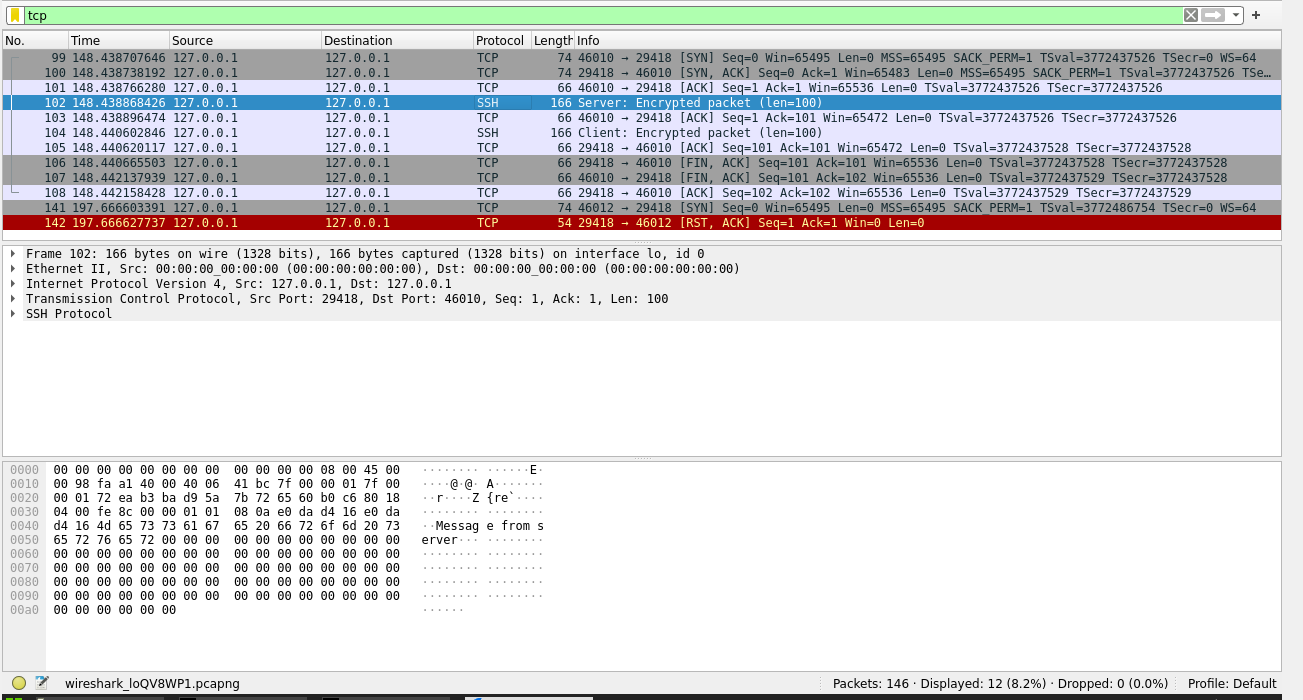 tcp
No. Time Source Destination Protocol Length Info
99 148.438707646 127.0.0.1 127.0.0.1 TCP 74 46010 → 29418 [SYN] Seq=0 Win=65495 Len=0 MSS=65495 SACK_PERM=1 TSval=3772437526 TSecr=0 WS=64
100 148.438738192 127.0.0.1 127.0.0.1 TCP 74 29418 → 46010 [SYN, ACK] Seq=0 Ack=1 Win=65483 Len=0 MSS=65495 SACK_PERM=1 TSval=3772437526 TSe…
101 148.438766280 127.0.0.1 127.0.0.1 TCP 66 46010 → 29418 [ACK] Seq=1 Ack=1 Win=65536 Len=0 TSval=3772437526 TSecr=3772437526
102 148.438868426 127.0.0.1 127.0.0.1 SSH 166 Server: Encrypted packet (len=100)
103 148.438896474 127.0.0.1 127.0.0.1 TCP 66 46010 → 29418 [ACK] Seq=1 Ack=101 Win=65472 Len=0 TSval=3772437526 TSecr=3772437526
104 148.440602846 127.0.0.1 127.0.0.1 SSH 166 Client: Encrypted packet (len=100)
105 148.440620117 127.0.0.1 127.0.0.1 TCP 66 29418 → 46010 [ACK] Seq=101 Ack=101 Win=65472 Len=0 TSval=3772437528 TSecr=3772437528
106 148.440665503 127.0.0.1 127.0.0.1 TCP 66 29418 → 46010 [FIN, ACK] Seq=101 Ack=101 Win=65536 Len=0 TSval=3772437528 TSecr=3772437528
107 148.442137939 127.0.0.1 127.0.0.1 TCP 66 46010 → 29418 [FIN, ACK] Seq=101 Ack=102 Win=65536 Len=0 TSval=3772437529 TSecr=3772437528
108 148.442158428 127.0.0.1 127.0.0.1 TCP 66 29418 → 46010 [ACK] Seq=102 Ack=102 Win=65536 Len=0 TSval=3772437529 TSecr=3772437529
141 197.666603371 127.0.0.1 127.0.0.1 TCP 74 46012 → 29418 [SYN] Seq=0 Win=65495 Len=0 MSS=65495 SACK_PERM=1 TSval=3772486754 TSecr=0 WS=64
142 197.666627737 127.0.0.1 127.0.0.1 TCP 54 29418 → 46012 [RST, ACK] Seq=1 Ack=1 Win=0 Len=0
Frame 102: 166 bytes on wire (1328 bits), 166 bytes captured (1328 bits) on interface lo, id 0
Ethernet II, Src: 00:00:00_00:00:00 (00:00:00:00:00:00), Dst: 00:00:00_00:00:00 (00:00:00:00:00:00)
Internet Protocol Version 4, Src: 127.0.0.1, Dst: 127.0.0.1
Transmission Control Protocol, Src Port: 29418, Dst Port: 46010, Seq: 1, Ack: 1, Len: 100
SSH Protocol
0000 00 00 00 00 00 00 00 00 00 00 00 00 08 00 45 00 ········ ······E·
0010 00 98 fa a1 40 00 40 06 41 bc 7f 00 00 01 7f 00 ····@·@· A·······
0020 00 01 72 ea b3 ba d9 5a 7b 72 65 60 b0 c6 80 18 ··r····Z {re`····
0030 04 00 fe 8c 00 00 01 01 08 0a e0 da d4 16 e0 da ········ ········
0040 d4 16 4d 65 73 73 61 67 65 20 66 72 6f 6d 20 73 ··Messag e from s
0050 65 72 76 65 72 00 00 00 00 00 00 00 00 00 00 00 erver··· ········
0060 00 00 00 00 00 00 00 00 00 00 00 00 00 00 00 00 ········ ········
0070 00 00 00 00 00 00 00 00 00 00 00 00 00 00 00 00 ········ ········
0080 00 00 00 00 00 00 00 00 00 00 00 00 00 00 00 00 ········ ········
0090 00 00 00 00 00 00 00 00 00 00 00 00 00 00 00 00 ········ ········
00a0 00 00 00 00 00 00 ······
wireshark_loQV8WP1.pcapng Packets: 146 · Displayed: 12 (8.2%) · Dropped: 0 (0.0%) Profile: Default